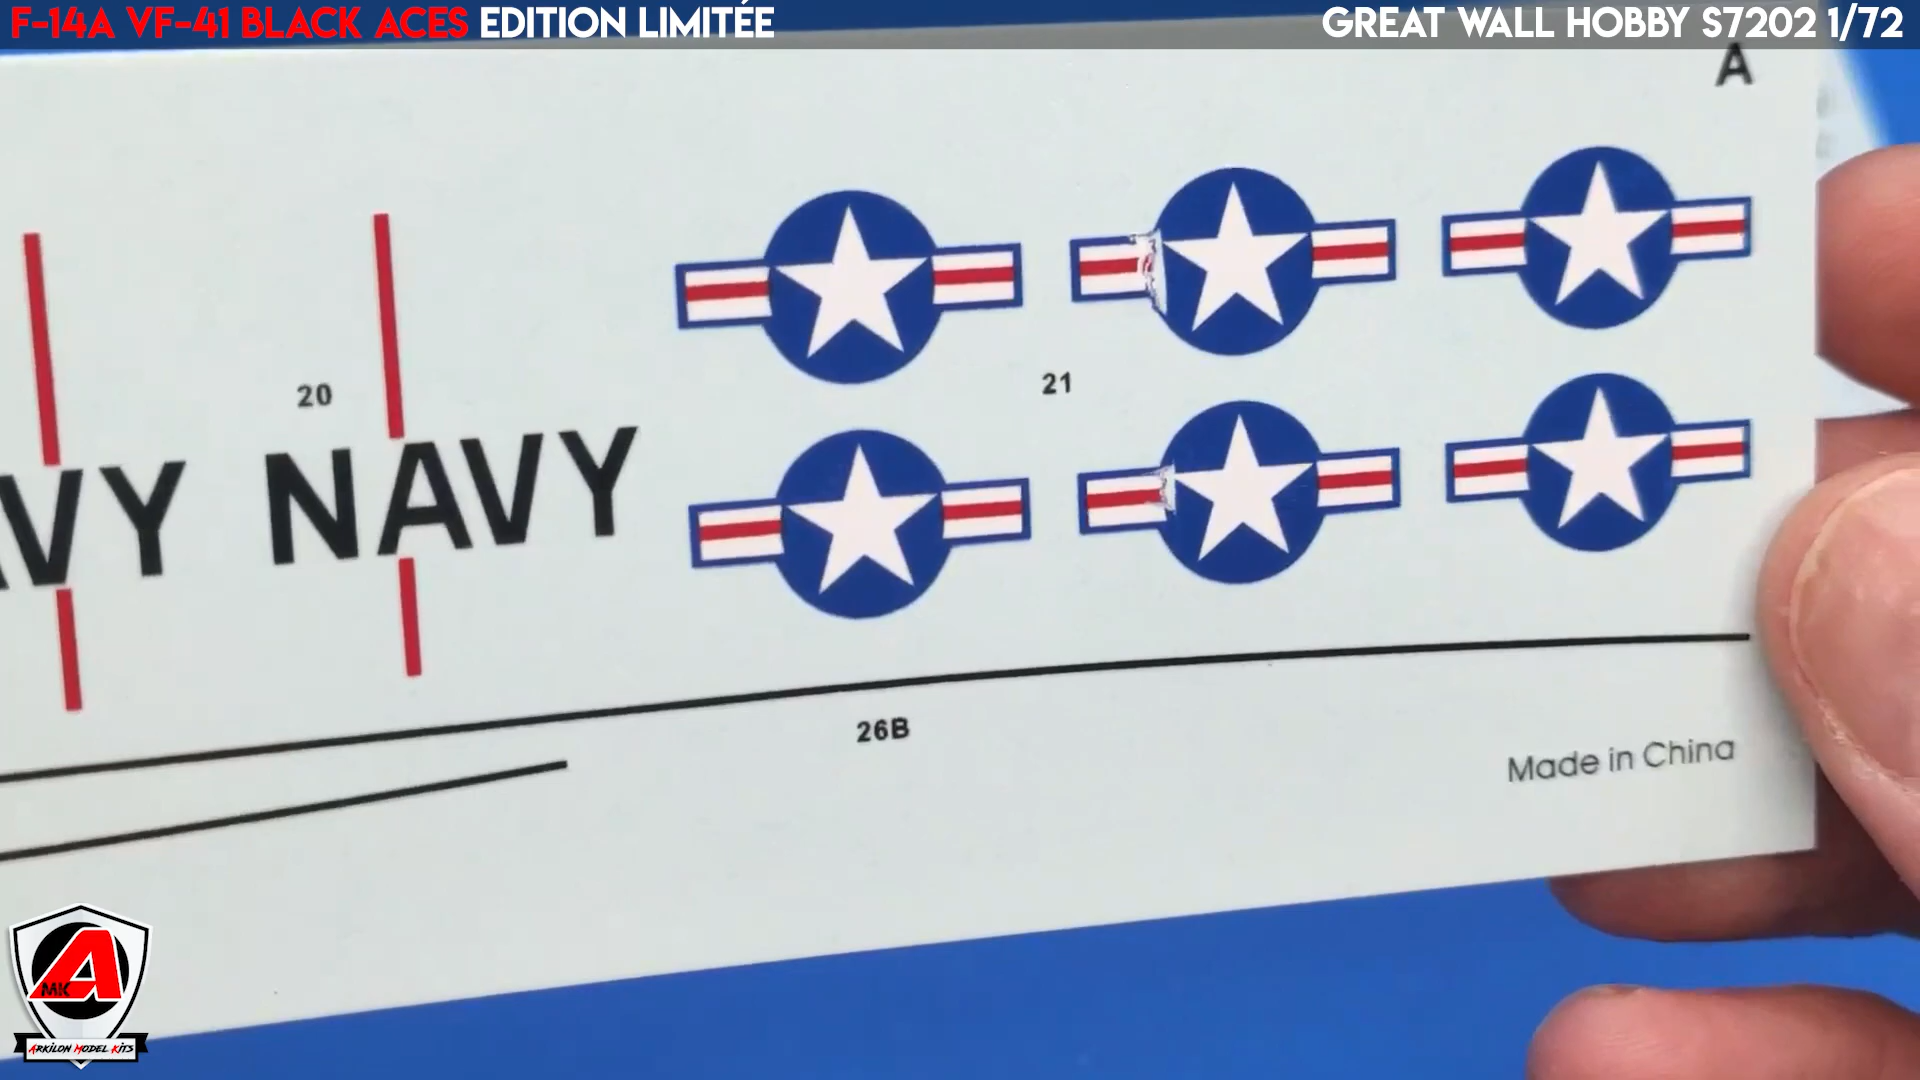 F-14A VF-41 BLACK ACES EDITION LIMITÉE
GREAT WALL HOBBY S7202 1/72
A
20
21
VY NAVY
26B
Made in China
A
MK
ARKILON MODEL KITS